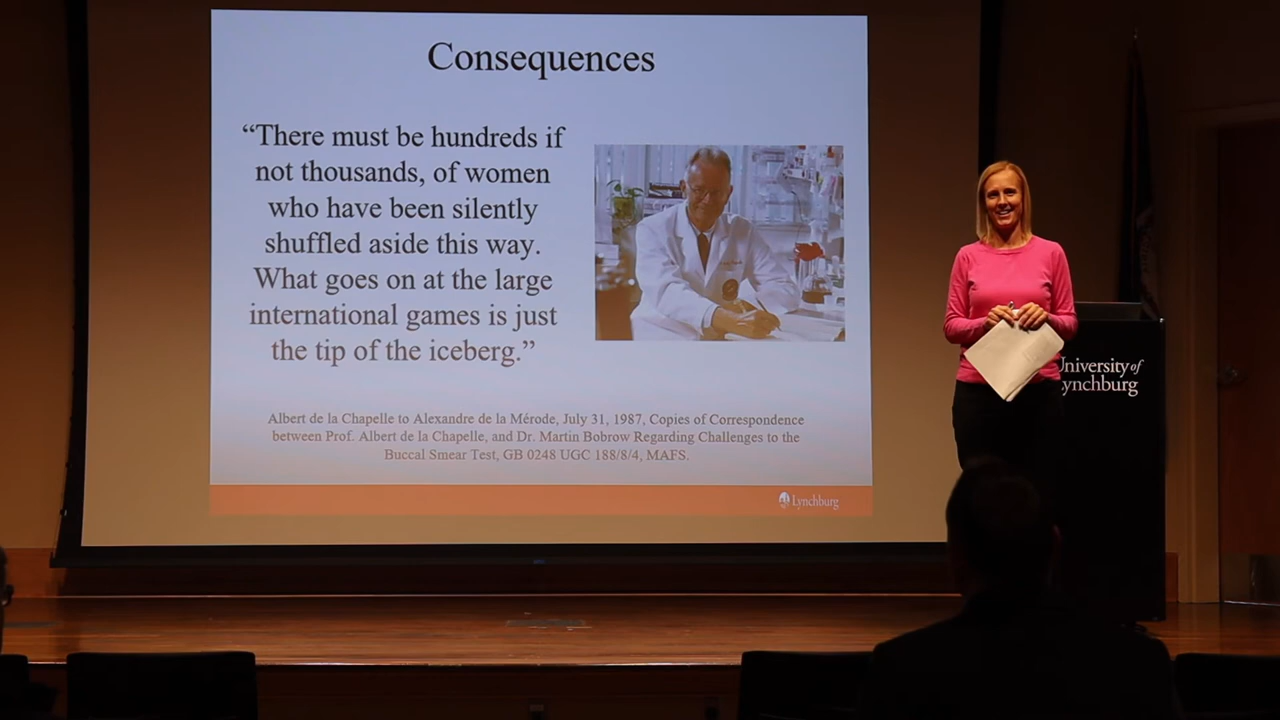 Consequences
“There must be hundreds if
not thousands, of women
who have been silently
shuffled aside this way.
What goes on at the large
international games is just
the tip of the iceberg.”
Albert de la Chapelle to Alexandre de la Mérode, July 31, 1987, Copies of Correspondence
between Prof. Albert de la Chapelle, and Dr. Martin Bobrow Regarding Challenges to the
Buccal Smear Test, GB 0248 UGC 188/8/4, MAFS.
Lynchburg
University of
Lynchburg